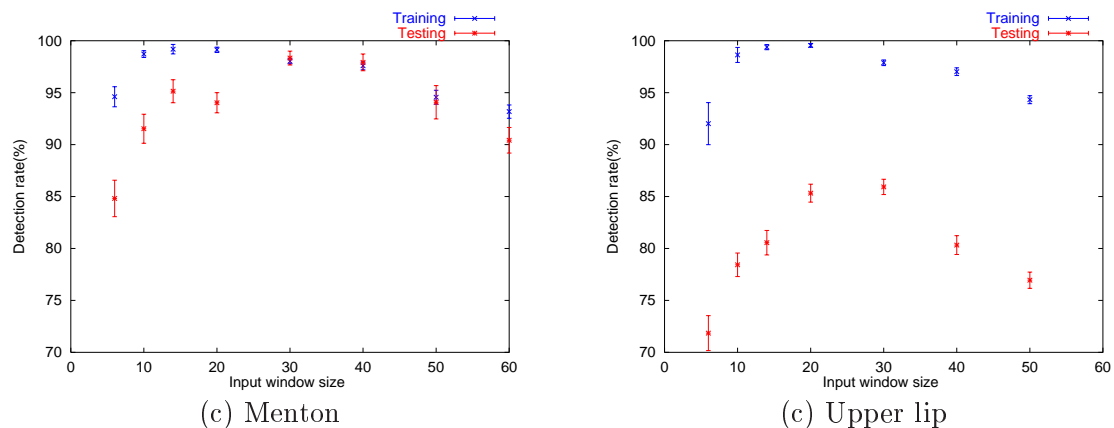 Training
Testing
100
95
90
85
80
75
70
Detection rate(%)
0 10 20 30 40 50 60
Input window size
(c) Menton
Training
Testing
100
95
90
85
80
75
70
Detection rate(%)
0 10 20 30 40 50 60
Input window size
(c) Upper lip